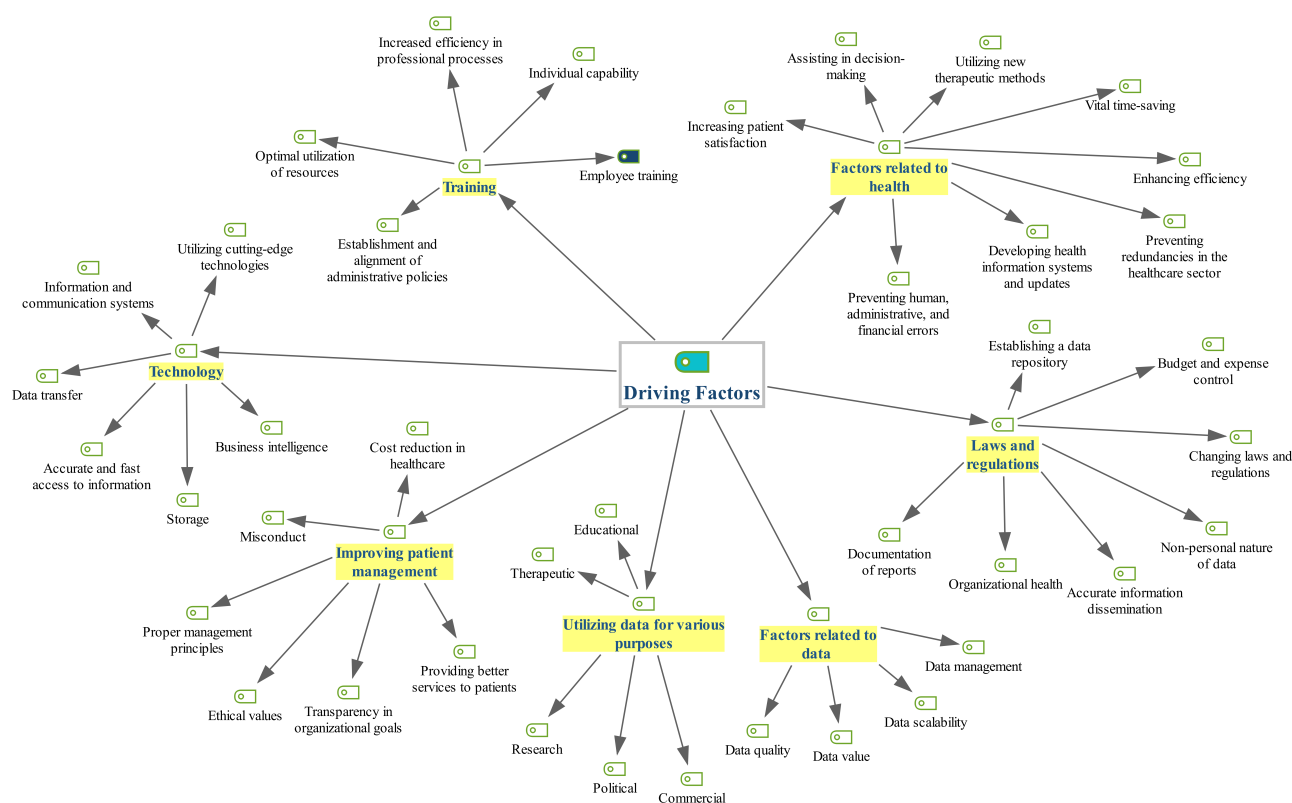 Increased efficiency in
professional processes
Individual capability
Optimal utilization
of resources
Employee training
Training
Establishment and
alignment of
administrative policies
Assisting in decision-
making
Utilizing new
therapeutic methods
Vital time-saving
Increasing patient
satisfaction
Enhancing efficiency
Factors related to
health
Preventing
redundancies in the
healthcare sector
Developing health
information systems
and updates
Preventing human,
administrative, and
financial errors
Utilizing cutting-edge
technologies
Information and
communication systems
Technology
Data transfer
Business intelligence
Accurate and fast
access to information
Storage
Driving Factors
Establishing a data
repository
Budget and expense
control
Laws and
regulations
Changing laws and
regulations
Documentation
of reports
Non-personal nature
of data
Organizational health
Accurate information
dissemination
Cost reduction in
healthcare
Misconduct
Improving patient
management
Proper management
principles
Providing better
services to patients
Ethical values
Transparency in
organizational goals
Educational
Therapeutic
Utilizing data for various
purposes
Research
Political
Commercial
Factors related to
data
Data management
Data scalability
Data quality
Data value